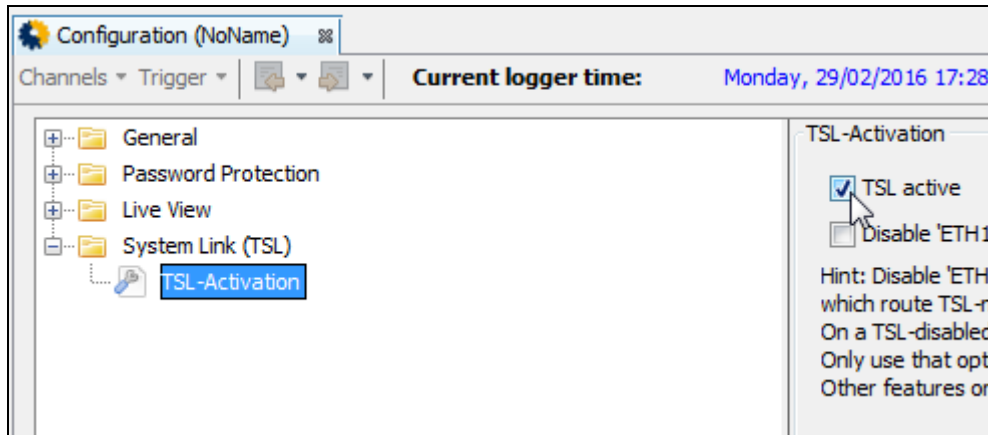 Configuration (NoName)
Channels Trigger Current logger time: Monday, 29/02/2016 17:28
General
Password Protection
Live View
System Link (TSL)
TSL-Activation
TSL-Activation
TSL active
Disable 'ETH1
Hint: Disable 'ETH
which route TSL-
On a TSL-disabled
Only use that opt
Other features